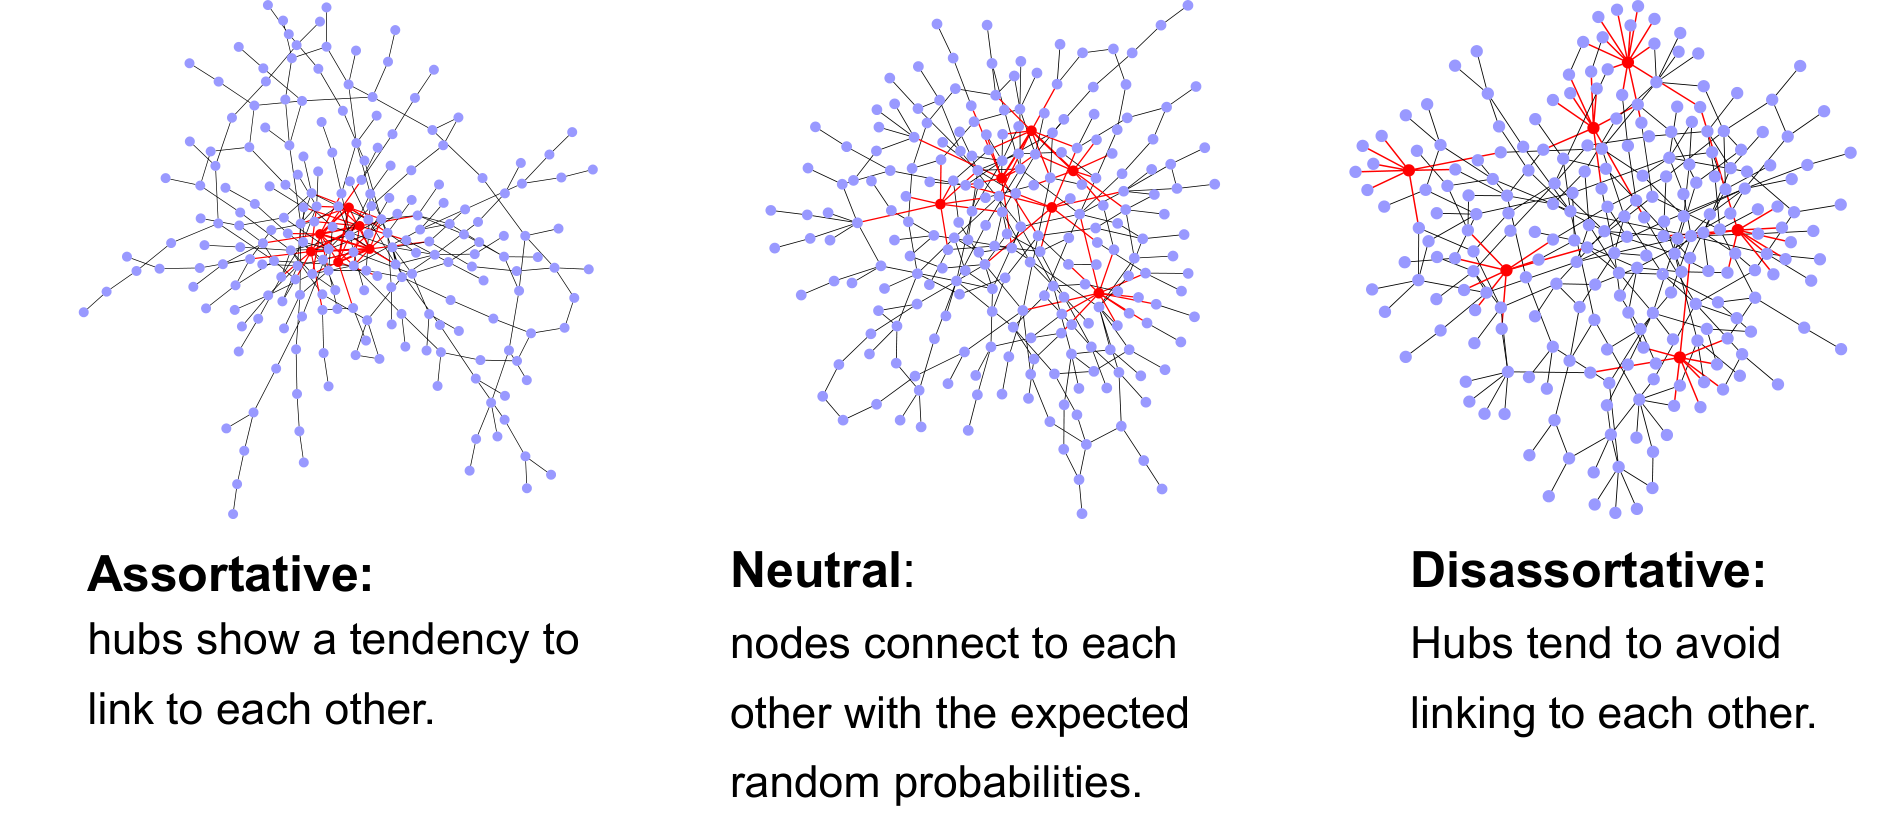 Assortative:
hubs show a tendency to
link to each other.
Neutral:
nodes connect to each
other with the expected
random probabilities.
Disassortative:
Hubs tend to avoid
linking to each other.